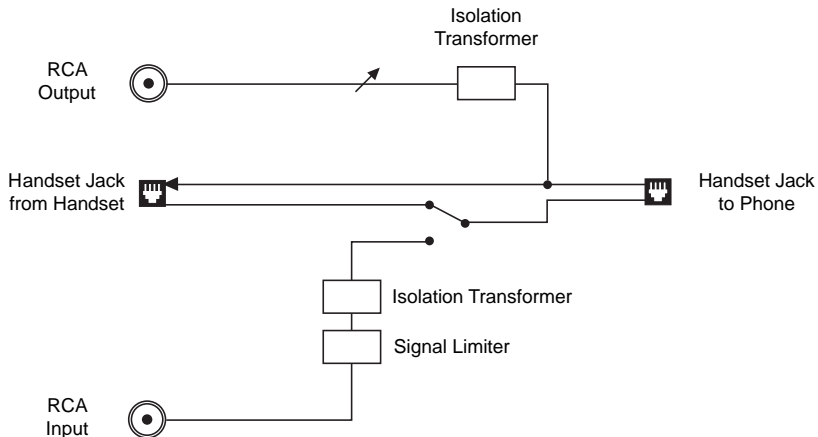 Isolation
Transformer
RCA
Output
Handset Jack
from Handset
Handset Jack
to Phone
Isolation Transformer
Signal Limiter
RCA
Input